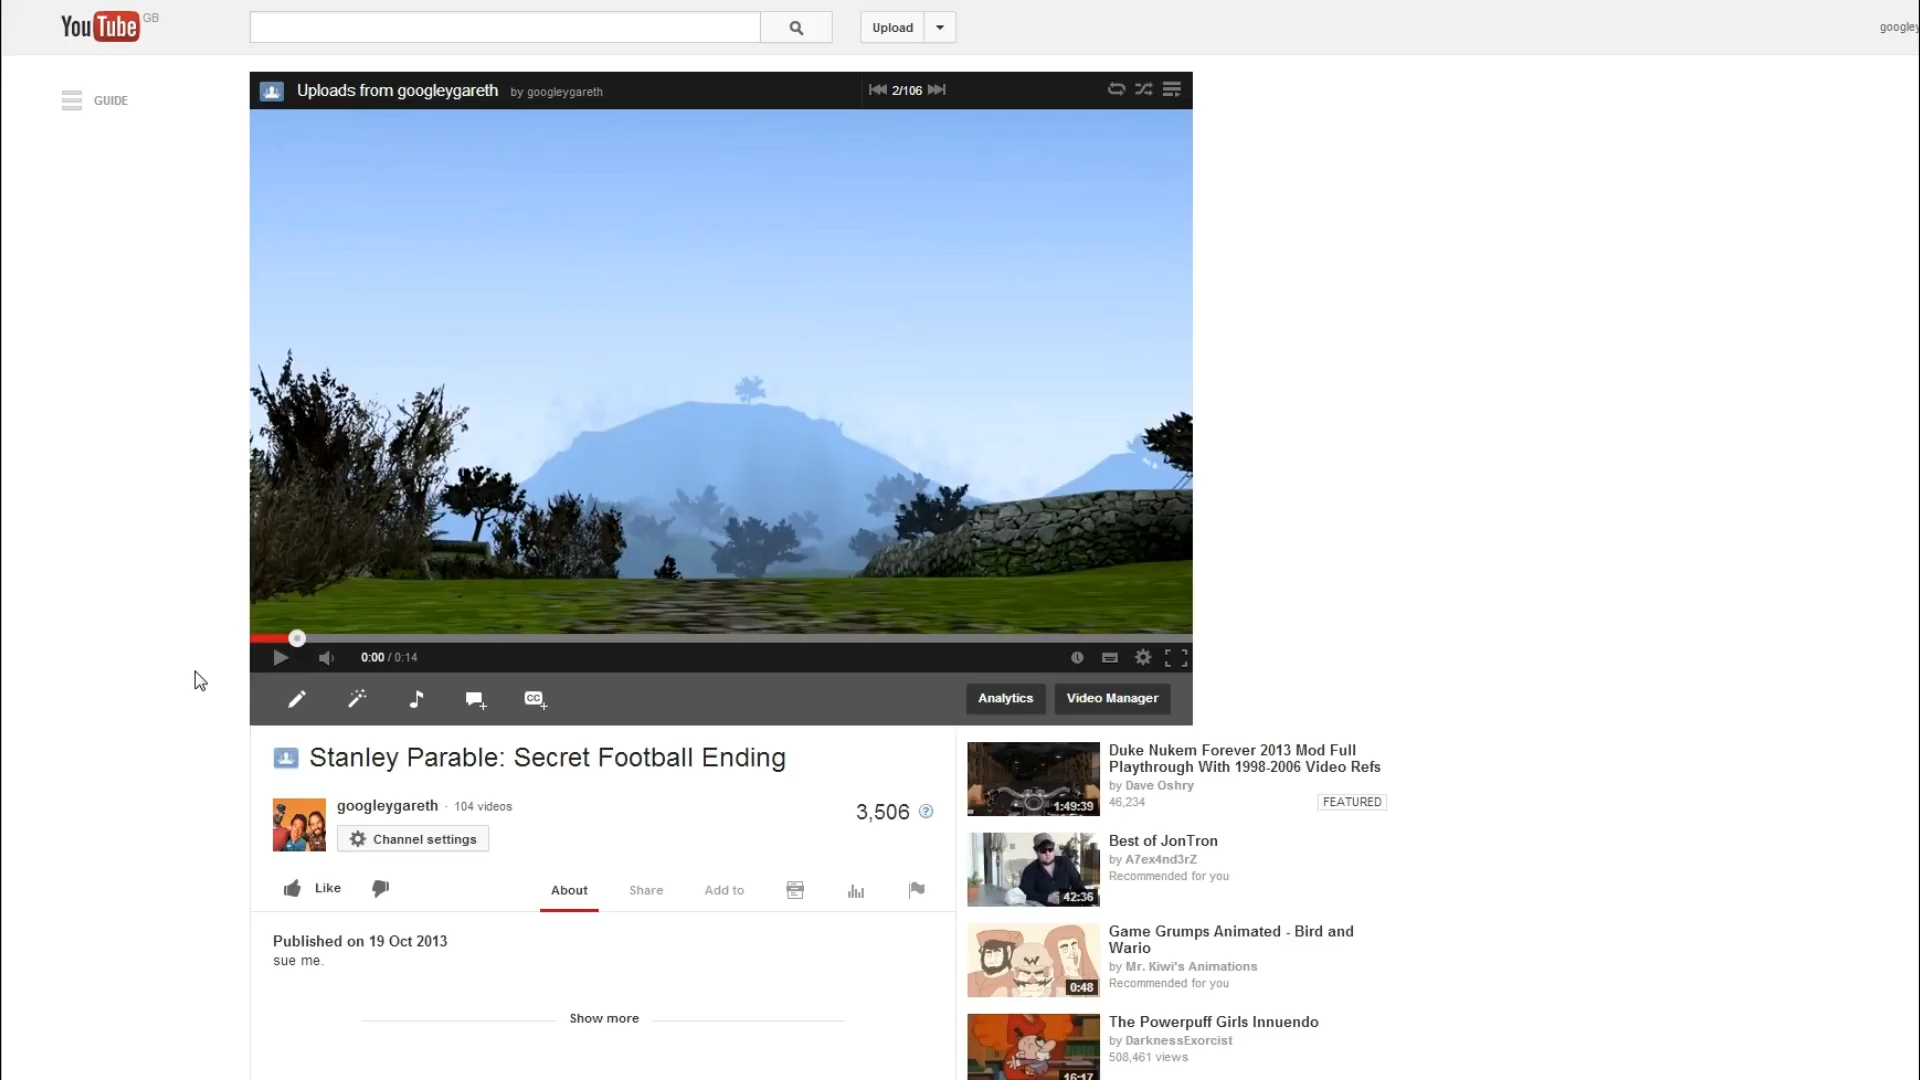 YouTube GB
Upload
googley
GUIDE
Uploads from googleygareth by googleygareth
2/106
0:00 / 0:14
CC
Analytics
Video Manager
Stanley Parable: Secret Football Ending
googleygareth · 104 videos
3,506
?
Channel settings
Like
About
Share
Add to
Published on 19 Oct 2013
sue me.
Show more
1:49:39
Duke Nukem Forever 2013 Mod Full
Playthrough With 1998-2006 Video Refs
by Dave Oshry
46,234
FEATURED
42:36
Best of JonTron
by A7ex4nd3rZ
Recommended for you
W
0:48
Game Grumps Animated - Bird and
Wario
by Mr. Kiwi's Animations
Recommended for you
16:17
The Powerpuff Girls Innuendo
by DarknessExorcist
508,461 views